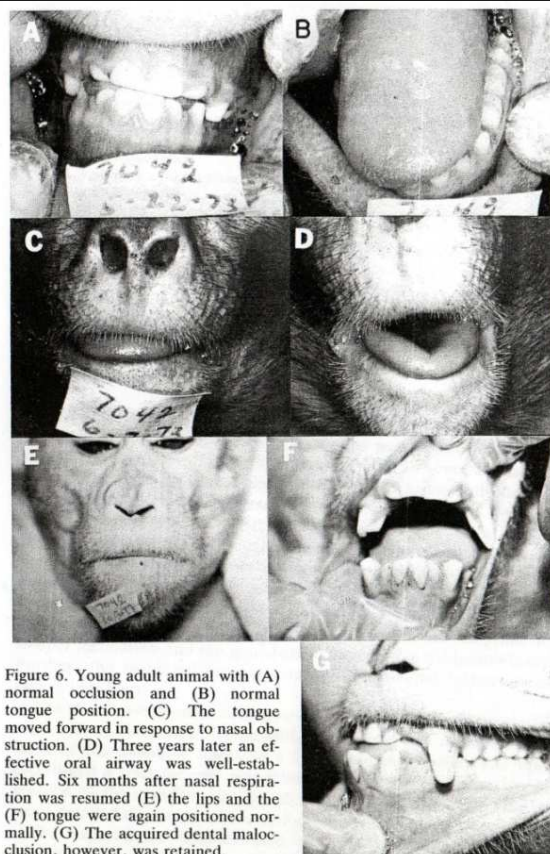 A
B
7042
5-22-73
C
D
7042
E
F
G
Figure 6. Young adult animal with (A)
normal occlusion and (B) normal
tongue position. (C) The tongue
moved forward in response to nasal ob-
struction. (D) Three years later an ef-
fective oral airway was well-estab-
lished. Six months after nasal respira-
tion was resumed (E) the lips and the
(F) tongue were again positioned nor-
mally. (G) The acquired dental maloc-
clusion, however, was retained.